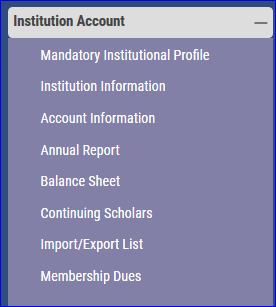 Institution Account
Mandatory Institutional Profile
Institution Information
Account Information
Annual Report
Balance Sheet
Continuing Scholars
Import/Export List
Membership Dues